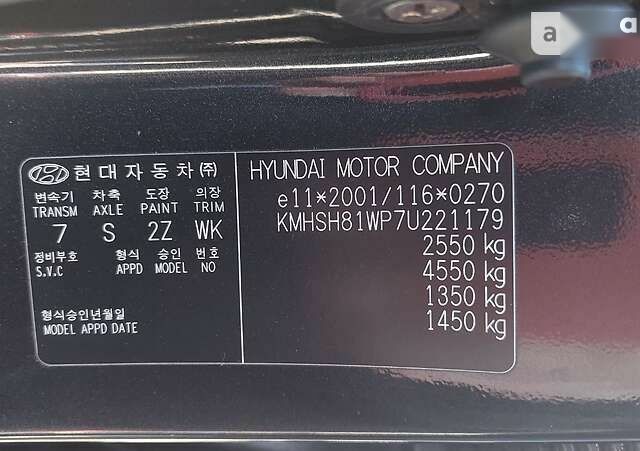 a
a
현대자동차(주)
변속기 차축 도장 의장
TRANSM AXLE PAINT TRIM
7 S 2Z WK
정비부호 형식 승인 번호
S.V.C APPD MODEL NO
형식승인년월일
MODEL APPD DATE
HYUNDAI MOTOR COMPANY
e11*2001/116*0270
KMHSH81WP7U221179
2550 kg
4550 kg
1350 kg
1450 kg